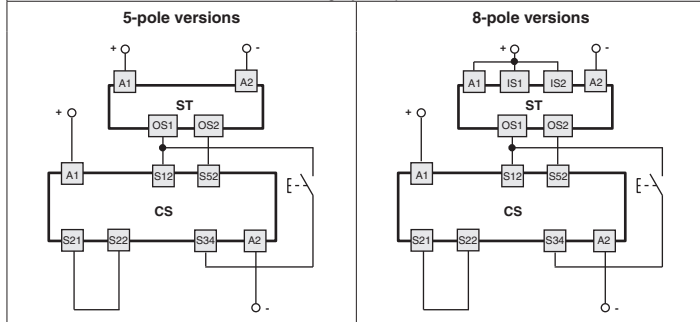 5-pole versions
+ -
A1 A2
ST
OS1 OS2
+
A1 S12 S52
CS
S21 S22 S34 A2
-
8-pole versions
+ -
A1 IS1 IS2 A2
ST
OS1 OS2
+
A1 S12 S52
CS
S21 S22 S34 A2
-